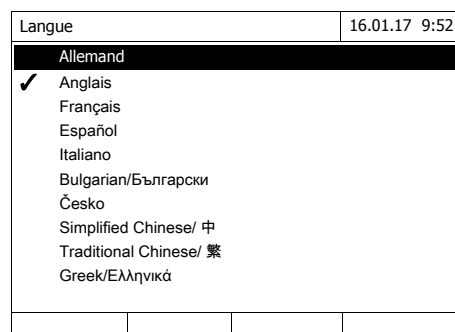 Langue 16.01.17 9:52
Allemand
✓ Anglais
Français
Español
Italiano
Bulgarian/Български
Česko
Simplified Chinese/ 中
Traditional Chinese/ 繁
Greek/Ελληνικά